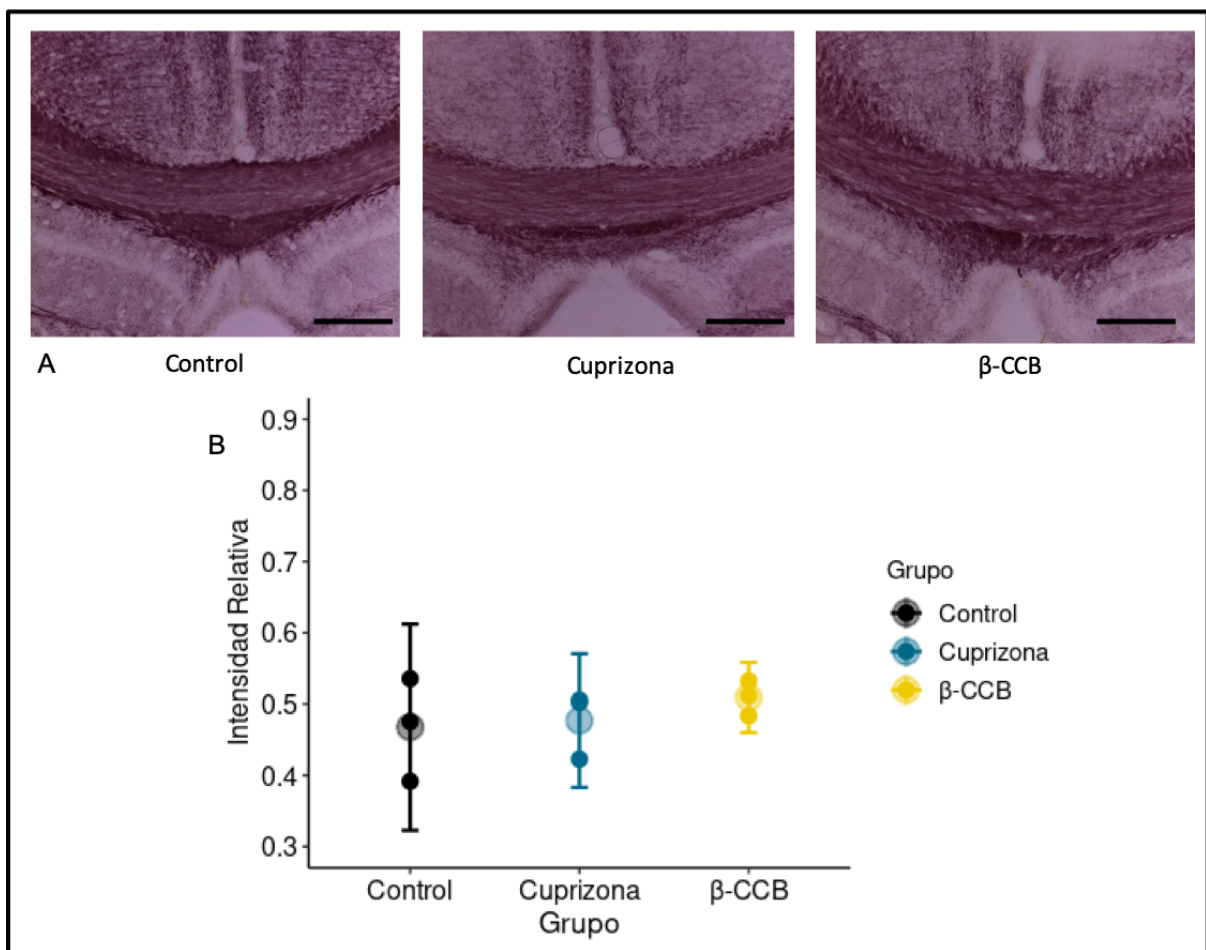 A Control Cuprizona β-CCB
B
0.9
0.8
0.7
0.6
0.5
0.4
0.3
Intensidad Relativa
Control Cuprizona β-CCB
Grupo
Grupo
Control
Cuprizona
β-CCB